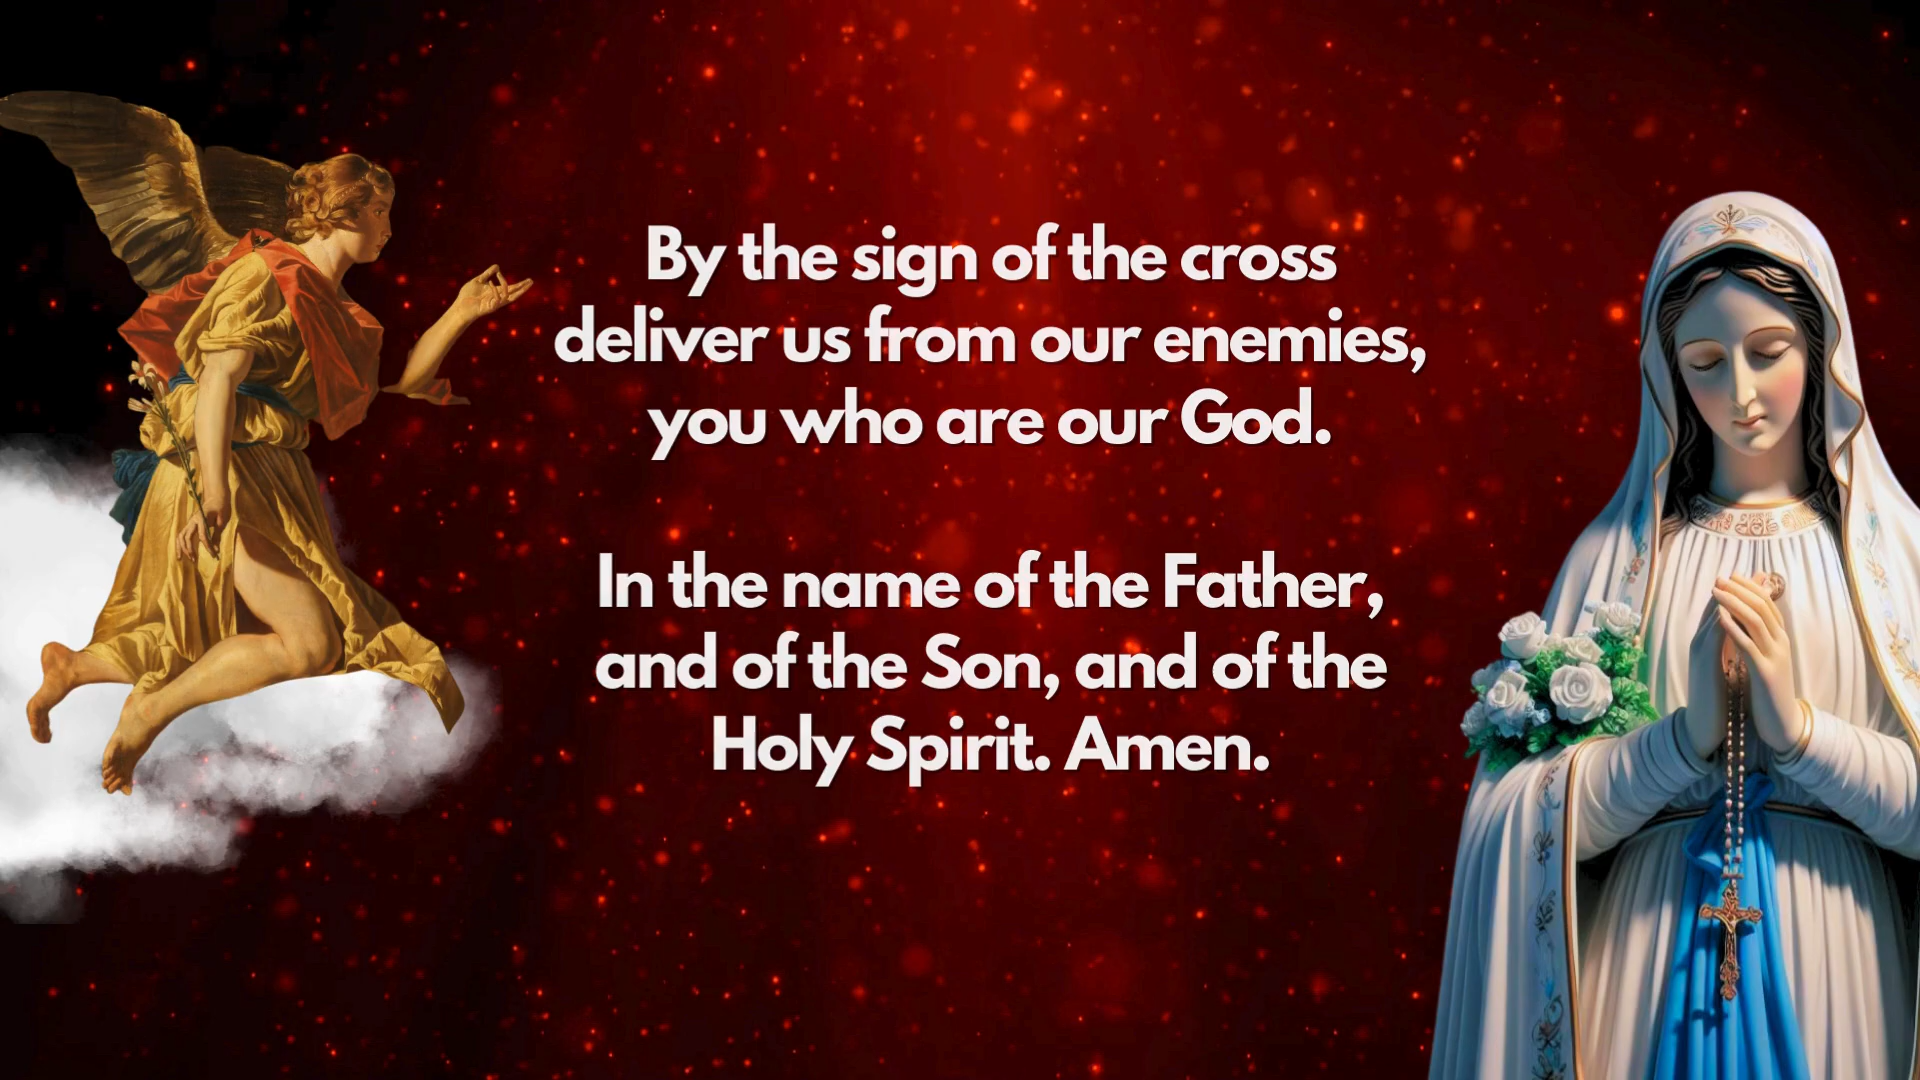 By the sign of the cross
deliver us from our enemies,
you who are our God.
In the name of the Father,
and of the Son, and of the
Holy Spirit. Amen.